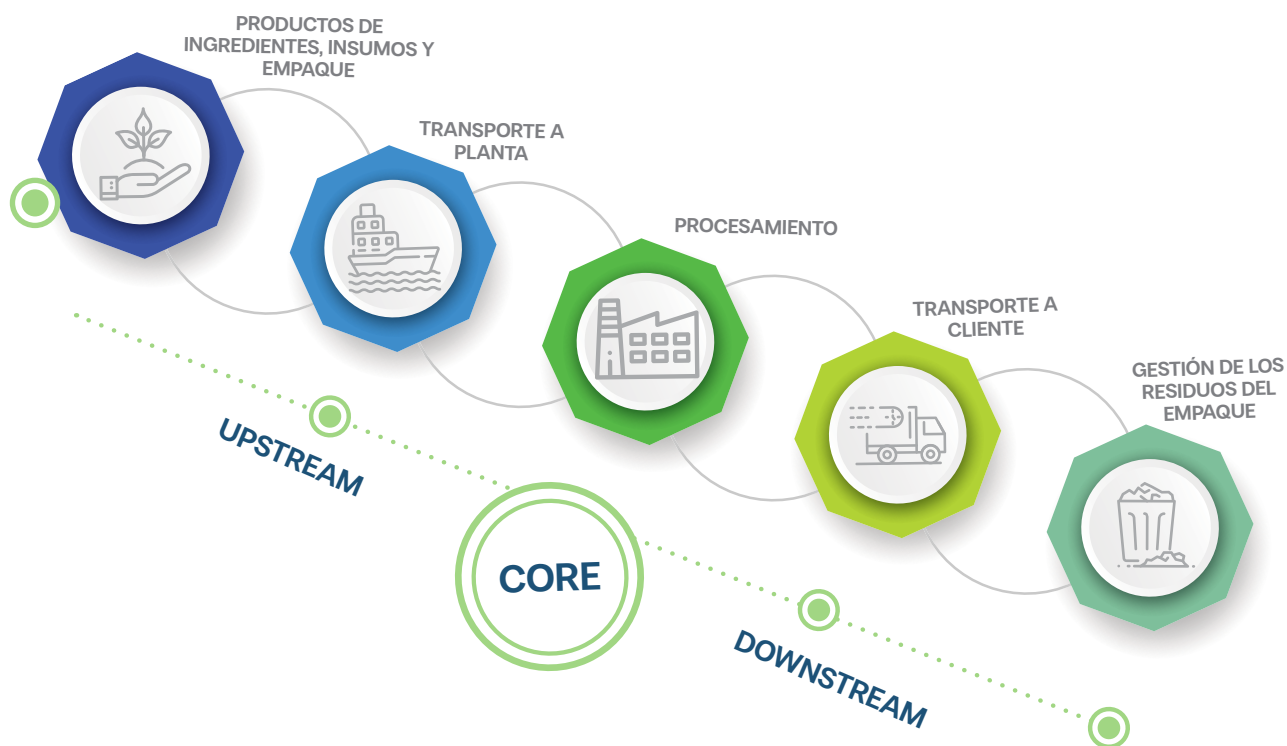 PRODUCTOS DE
INGREDIENTES, INSUMOS Y
EMPAQUE
TRANSPORTE A
PLANTA
PROCESAMIENTO
TRANSPORTE A
CLIENTE
GESTIÓN DE LOS
RESIDUOS DEL
EMPAQUE
UPSTREAM
CORE
DOWNSTREAM